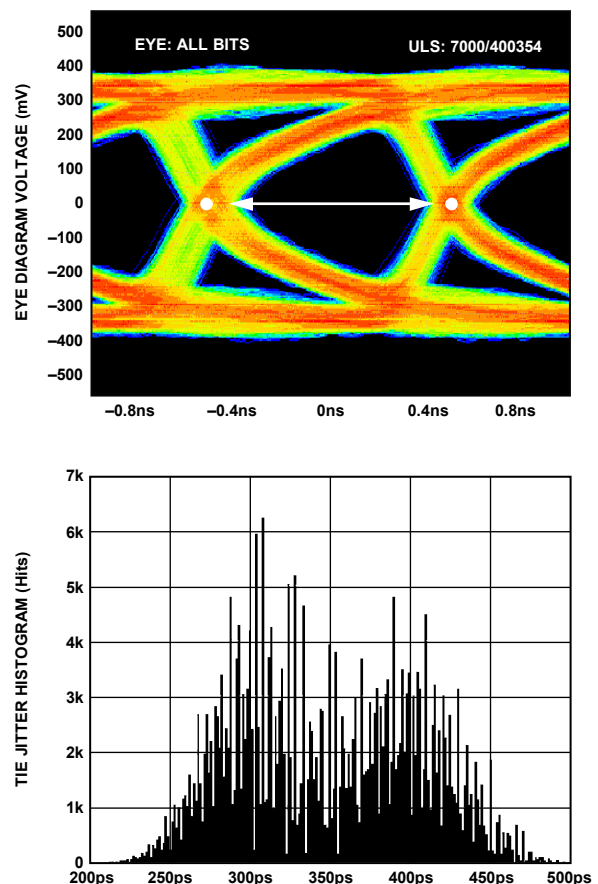 EYE: ALL BITS
ULS: 7000/400354
EYE DIAGRAM VOLTAGE (mV)
500
400
300
200
100
0
–100
–200
–300
–400
–500
–0.8ns
–0.4ns
0ns
0.4ns
0.8ns
TIE JITTER HISTOGRAM (Hits)
7k
6k
5k
4k
3k
2k
1k
0
200ps
250ps
300ps
350ps
400ps
450ps
500ps